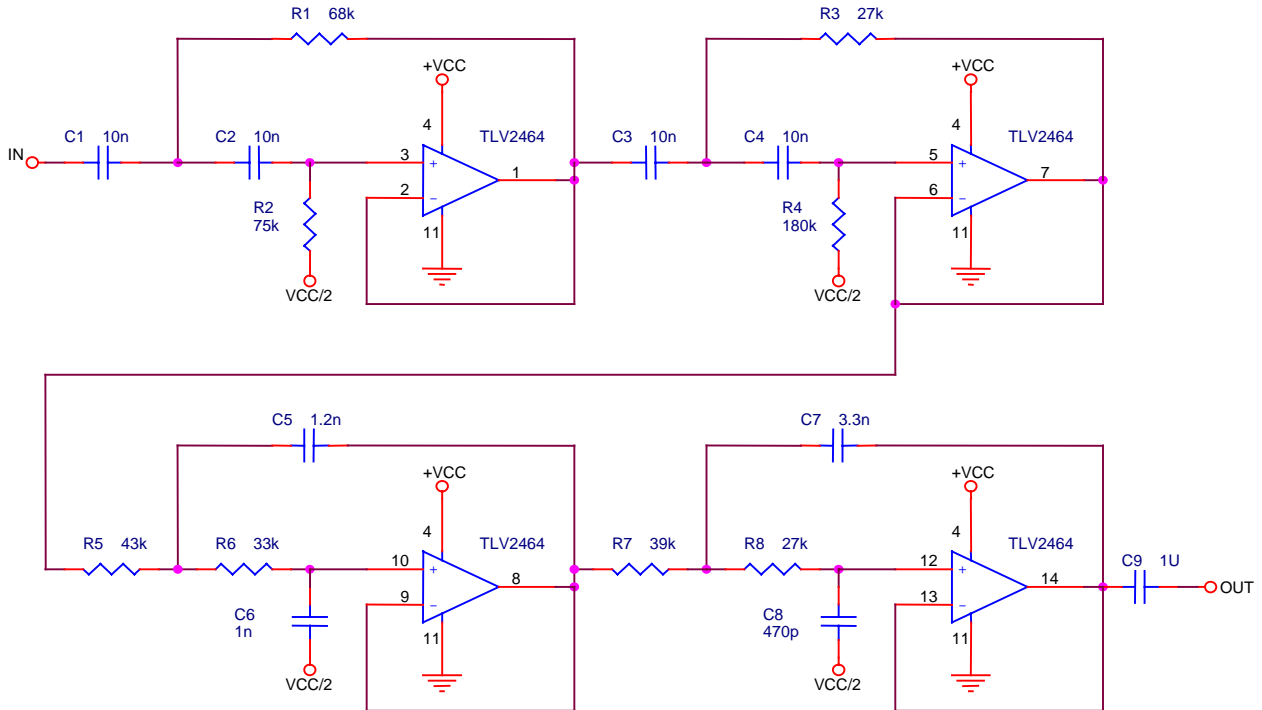 R1 68k
R3 27k
+VCC
+VCC
C1 10n
C2 10n
4
TLV2464
C3 10n
C4 10n
4
TLV2464
IN
3
+
1
5
+
7
2
−
6
−
R2
75k
11
R4
180k
11
VCC/2
VCC/2
C5 1.2n
C7 3.3n
+VCC
+VCC
R5 43k
R6 33k
4
TLV2464
R7 39k
R8 27k
4
TLV2464
C9 1U
10
+
8
12
+
14
OUT
9
−
13
−
C6
1n
11
C8
470p
11
VCC/2
VCC/2